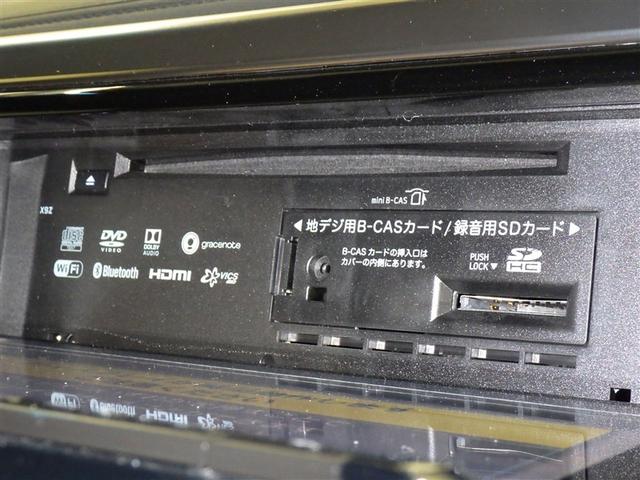 mini B-CAS
X9Z
◀ 地デジ用B-CASカード/録音用SDカード ▶
B-CASカードの挿入口は
カバーの内側にあります。
PUSH
LOCK ▼
SD
HC
DVD
VIDEO
DOLBY
AUDIO
gracenote
Wi Fi
Bluetooth
HDMI
VICS